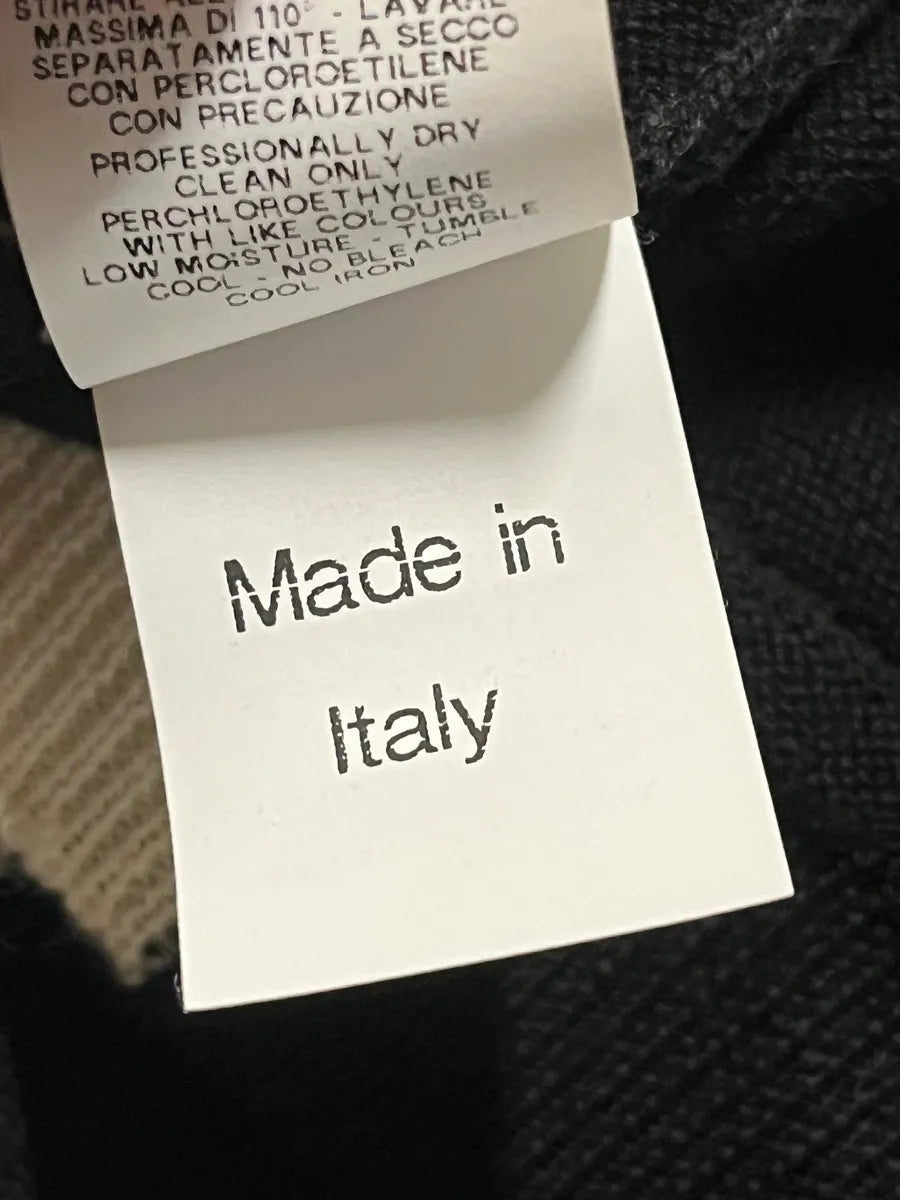 STIRARE
MASSIMA DI 110° - LAVARE
SEPARATAMENTE A SECCO
CON PERCLOROETILENE
CON PRECAUZIONE
PROFESSIONALLY DRY
CLEAN ONLY
PERCHLOROETHYLENE
WITH LIKE COLOURS
LOW MOISTURE - TUMBLE
COOL - NO BLEACH
COOL IRON
Made in
Italy